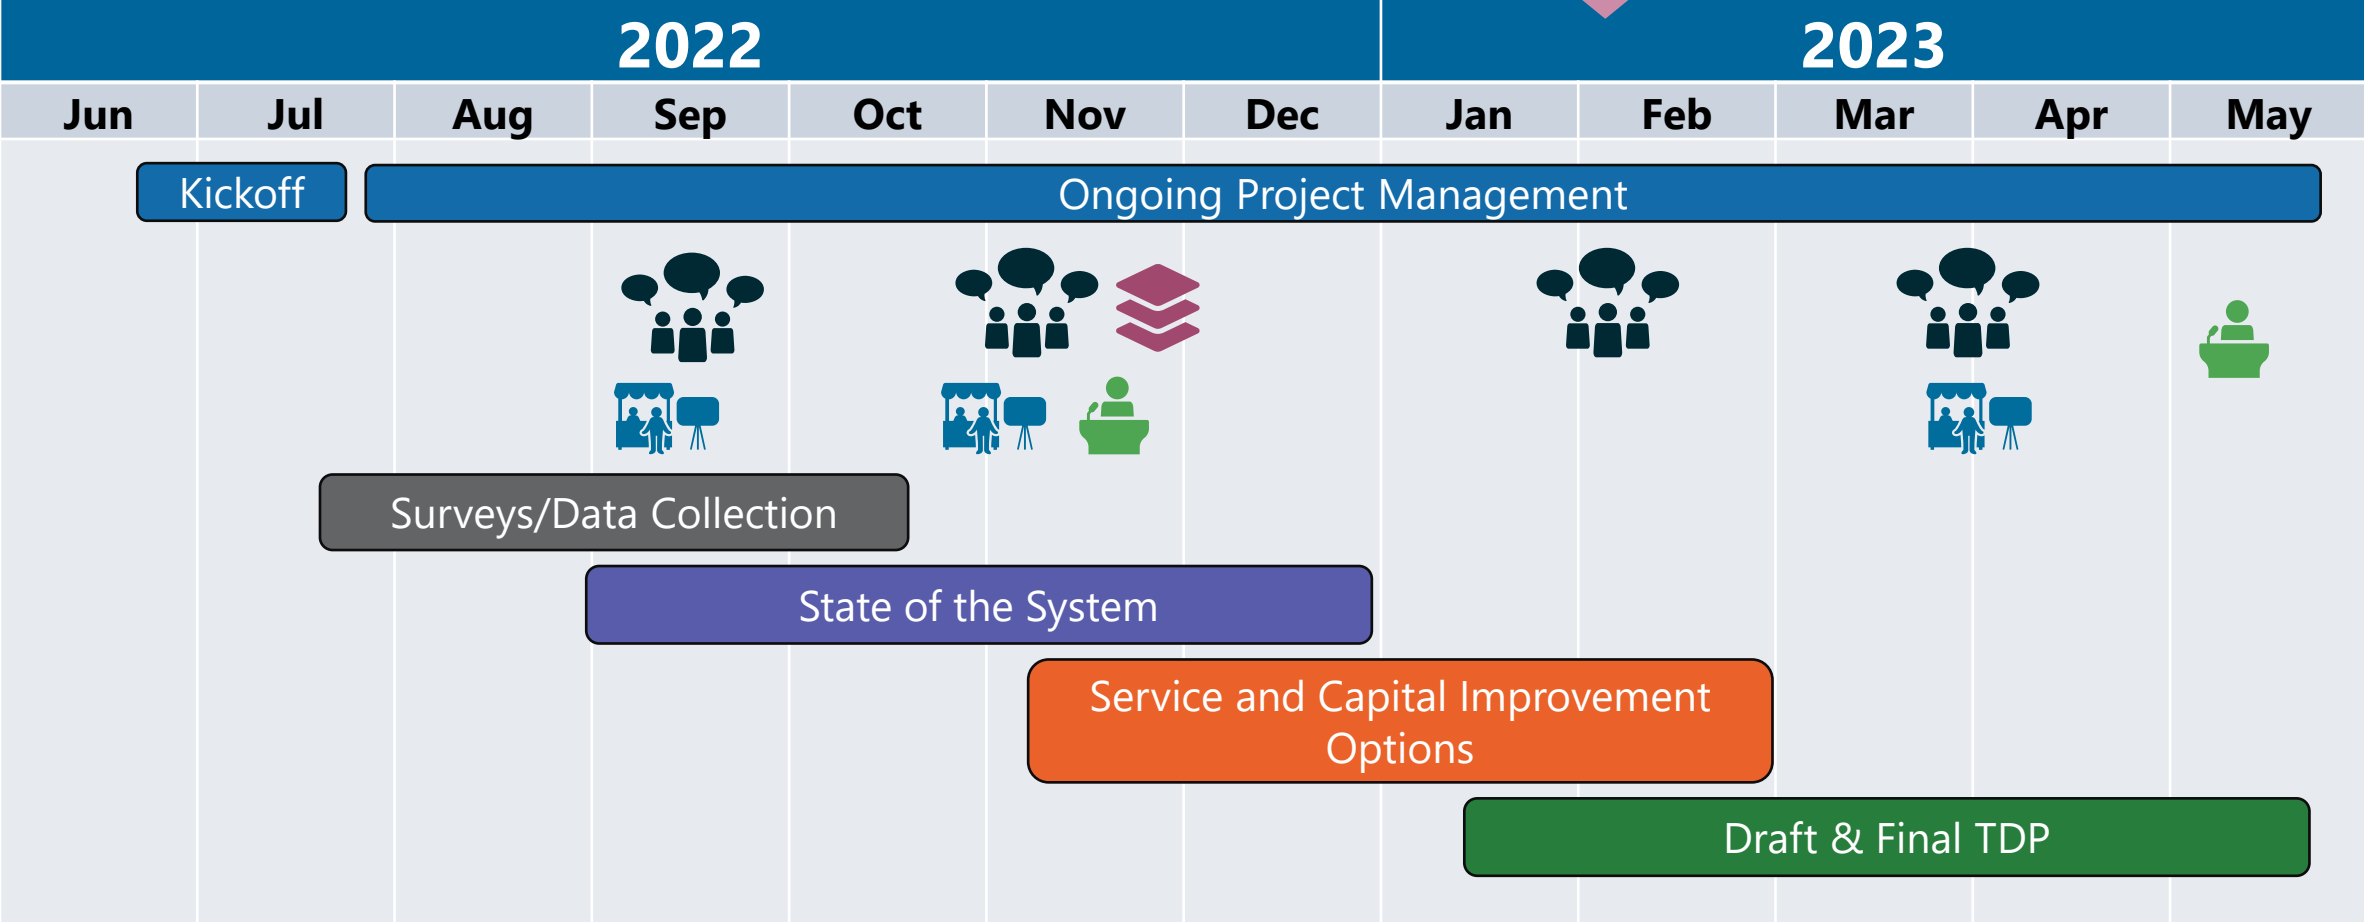 2022 2023
Jun Jul Aug Sep Oct Nov Dec Jan Feb Mar Apr May
Kickoff Ongoing Project Management
Surveys/Data Collection
State of the System
Service and Capital Improvement
Options
Draft & Final TDP